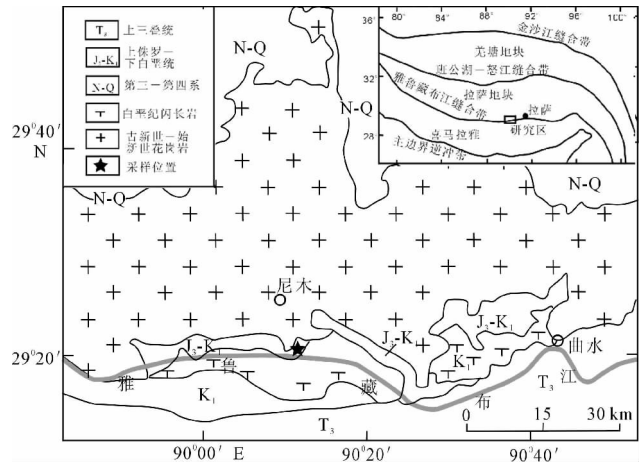 T₃ 上三叠统
J₃-K₁ 上侏罗一
下白垩统
N-Q 第三一第四系
白垩纪闪长岩
古新世一始
新世花岗岩
采样位置
36°
32°
28°
80° 84° 88° 92° 96° 100°
金沙江缝合带
羌塘地块
班公湖一怒江缝合带
拉萨地块
雅鲁藏布江缝合带
拉萨
研究区
喜马拉雅
主边界逆冲带
29°40′
N
29°20′
N-Q
N-Q
N-Q
N-Q
尼木
曲水
J₃-K₁
J₃-K₁
J₃-K₁
K₁
K₁
T₃
T₃
雅 鲁 藏 布 江
90°00′ E 90°20′ 90°40′
0 15 30 km